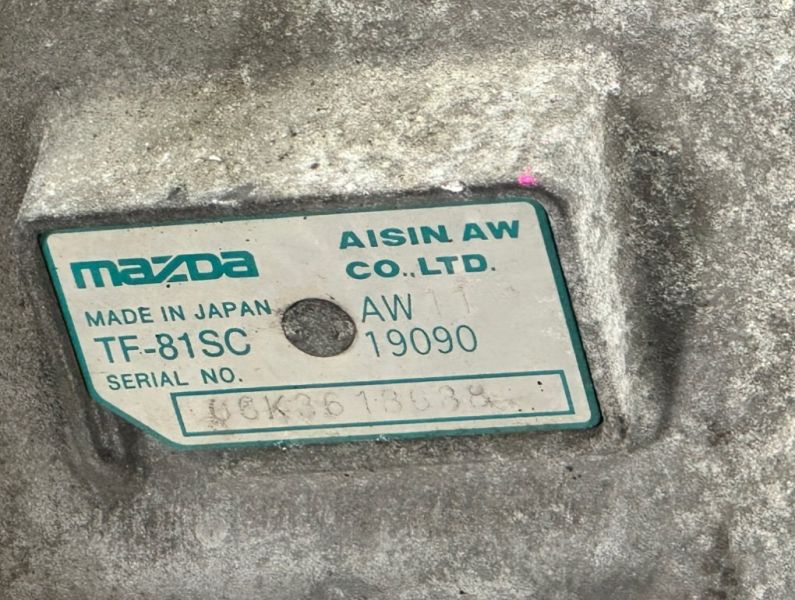 mazda
AISIN AW
CO.,LTD.
MADE IN JAPAN
AW
TF-81SC
19090
SERIAL NO.